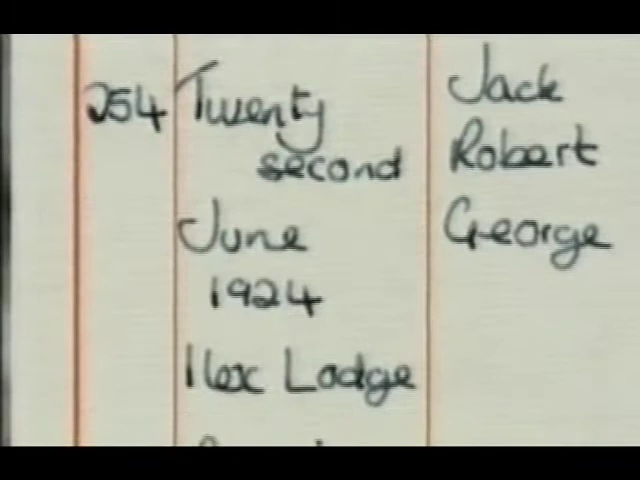 254 Twenty second
June
1924
Ilex Lodge
Jack
Robert
George